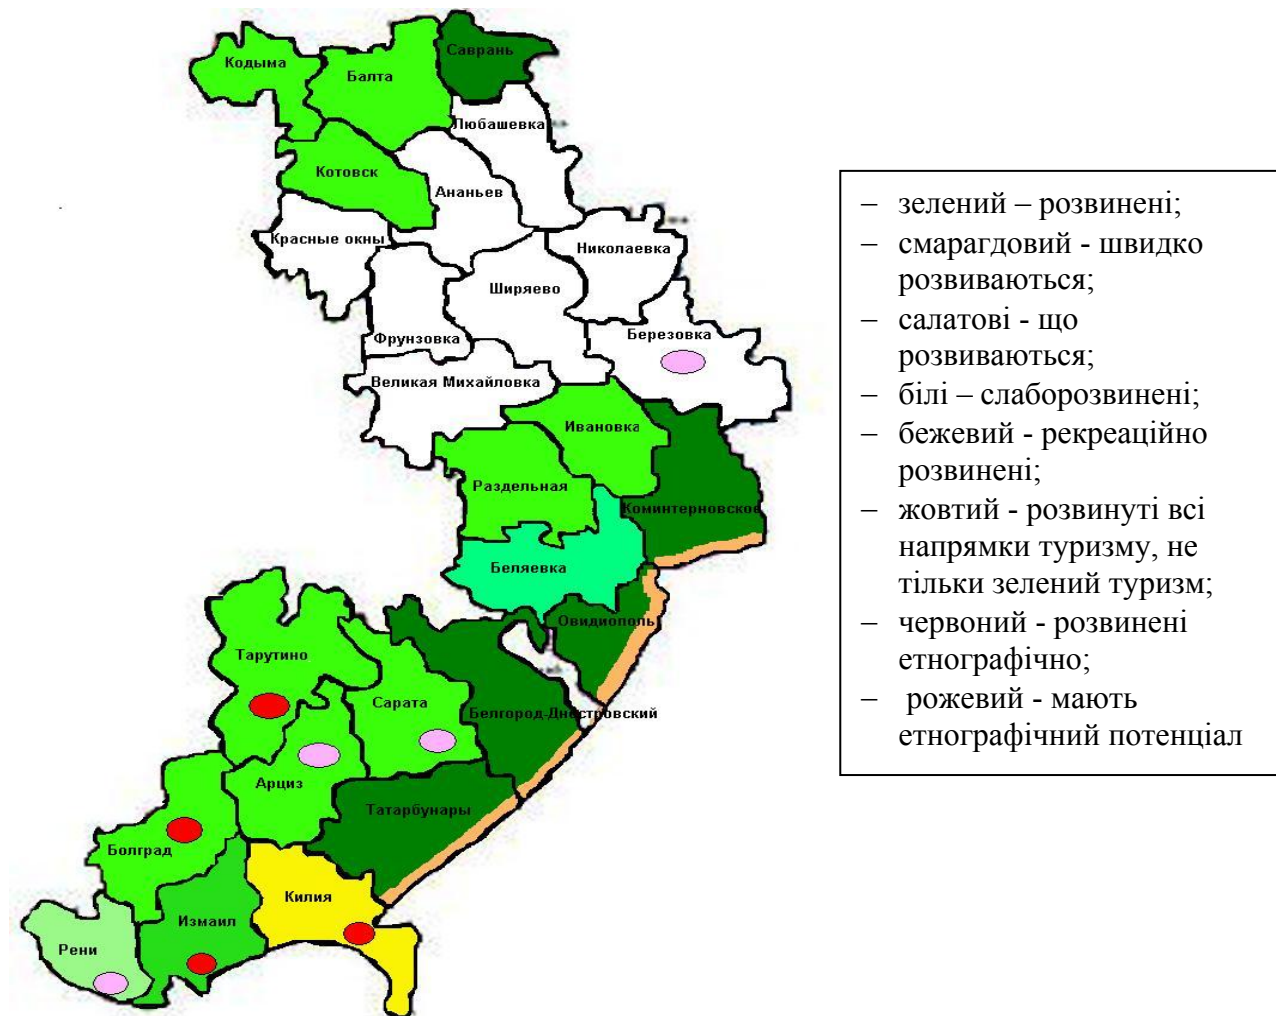 Кодыма
Балта
Саврань
Любашевка
Котовск
Ананьев
Красные окны
Николаевка
Ширяево
Фрунзовка
Березовка
Великая Михайловка
Ивановка
Раздельная
Коминтерновское
Беляевка
Овидиополь
Тарутино
Сарата
Белгород-Днестровский
Арциз
Татарбунары
Болград
Килия
Измаил
Рени
– зелений – розвинені;
– смарагдовий - швидко
розвиваються;
– салатові - що
розвиваються;
– білі – слаборозвинені;
– бежевий - рекреаційно
розвинені;
– жовтий - розвинуті всі
напрямки туризму, не
тільки зелений туризм;
– червоний - розвинені
етнографічно;
– рожевий - мають
етнографічний потенціал